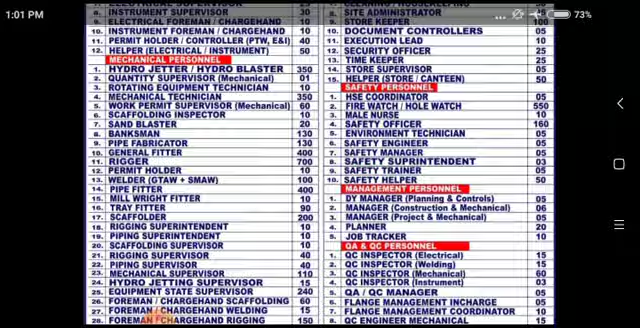 1:01 PM
73%
7. ELECTRICAL SUPERVISOR 25
8. INSTRUMENT SUPERVISOR 30
9. ELECTRICAL FOREMAN / CHARGEHAND 10
10. INSTRUMENT FOREMAN / CHARGEHAND 10
11. PERMIT HOLDER / CONTROLLER (PTW, E&I) 40
12. HELPER (ELECTRICAL / INSTRUMENT) 50
MECHANICAL PERSONNEL
1. HYDRO JETTER / HYDRO BLASTER 350
2. QUANTITY SUPERVISOR (Mechanical) 01
3. ROTATING EQUIPMENT TECHNICIAN 10
4. MECHANICAL TECHNICIAN 350
5. WORK PERMIT SUPERVISOR (Mechanical) 60
6. SCAFFOLDING INSPECTOR 10
7. SAND BLASTER 20
8. BANKSMAN 130
9. PIPE FABRICATOR 130
10. GENERAL FITTER 400
11. RIGGER 700
12. PERMIT HOLDER 10
13. WELDER (GTAW + SMAW) 100
14. PIPE FITTER 400
15. MILL WRIGHT FITTER 10
16. TRAY FITTER 90
17. SCAFFOLDER 200
18. RIGGING SUPERINTENDENT 10
19. PIPING SUPERINTENDENT 10
20. SCAFFOLDING SUPERVISOR 10
21. RIGGING SUPERVISOR 40
22. PIPING SUPERVISOR 40
23. MECHANICAL SUPERVISOR 110
24. HYDRO JETTING SUPERVISOR 15
25. EQUIPMENT STATE SUPERVISOR 240
26. FOREMAN / CHARGEHAND SCAFFOLDING 60
27. FOREMAN / CHARGEHAND WELDING 15
28. FOREMAN / CHARGEHAND RIGGING 150
8. SITE ADMINISTRATOR
9. STORE KEEPER 100
10. DOCUMENT CONTROLLERS 05
11. EXECUTION LEAD 10
12. SECURITY OFFICER 25
13. TIME KEEPER 25
14. STORE SUPERVISOR 05
15. HELPER (STORE / CANTEEN) 50
SAFETY PERSONNEL
1. HSE COORDINATOR 05
2. FIRE WATCH / HOLE WATCH 550
3. MALE NURSE 10
4. SAFETY OFFICER 160
5. ENVIRONMENT TECHNICIAN 05
6. SAFETY ENGINEER 05
7. SAFETY MANAGER 05
8. SAFETY SUPRINTENDENT 03
9. SAFETY TRAINER 05
10. SAFETY HELPER 50
MANAGEMENT PERSONNEL
1. DY MANAGER (Planning & Controls) 05
2. MANAGER (Construction & Mechanical) 06
3. MANAGER (Project & Mechanical) 05
4. PLANNER 20
5. JOB TRACKER 10
QA & QC PERSONNEL
1. QC INSPECTOR (Electrical) 15
2. QC INSPECTOR (Welding) 15
3. QC INSPECTOR (Mechanical) 60
4. QC INSPECTOR (Instrument) 03
5. QA / QC MANAGER 05
6. FLANGE MANAGEMENT INCHARGE 05
7. FLANGE MANAGEMENT COORDINATOR 10
8. QC ENGINEER MECHANICAL 15